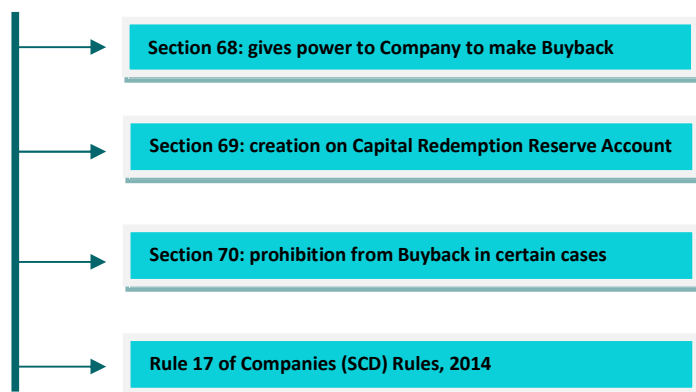 Section 68: gives power to Company to make Buyback
Section 69: creation on Capital Redemption Reserve Account
Section 70: prohibition from Buyback in certain cases
Rule 17 of Companies (SCD) Rules, 2014